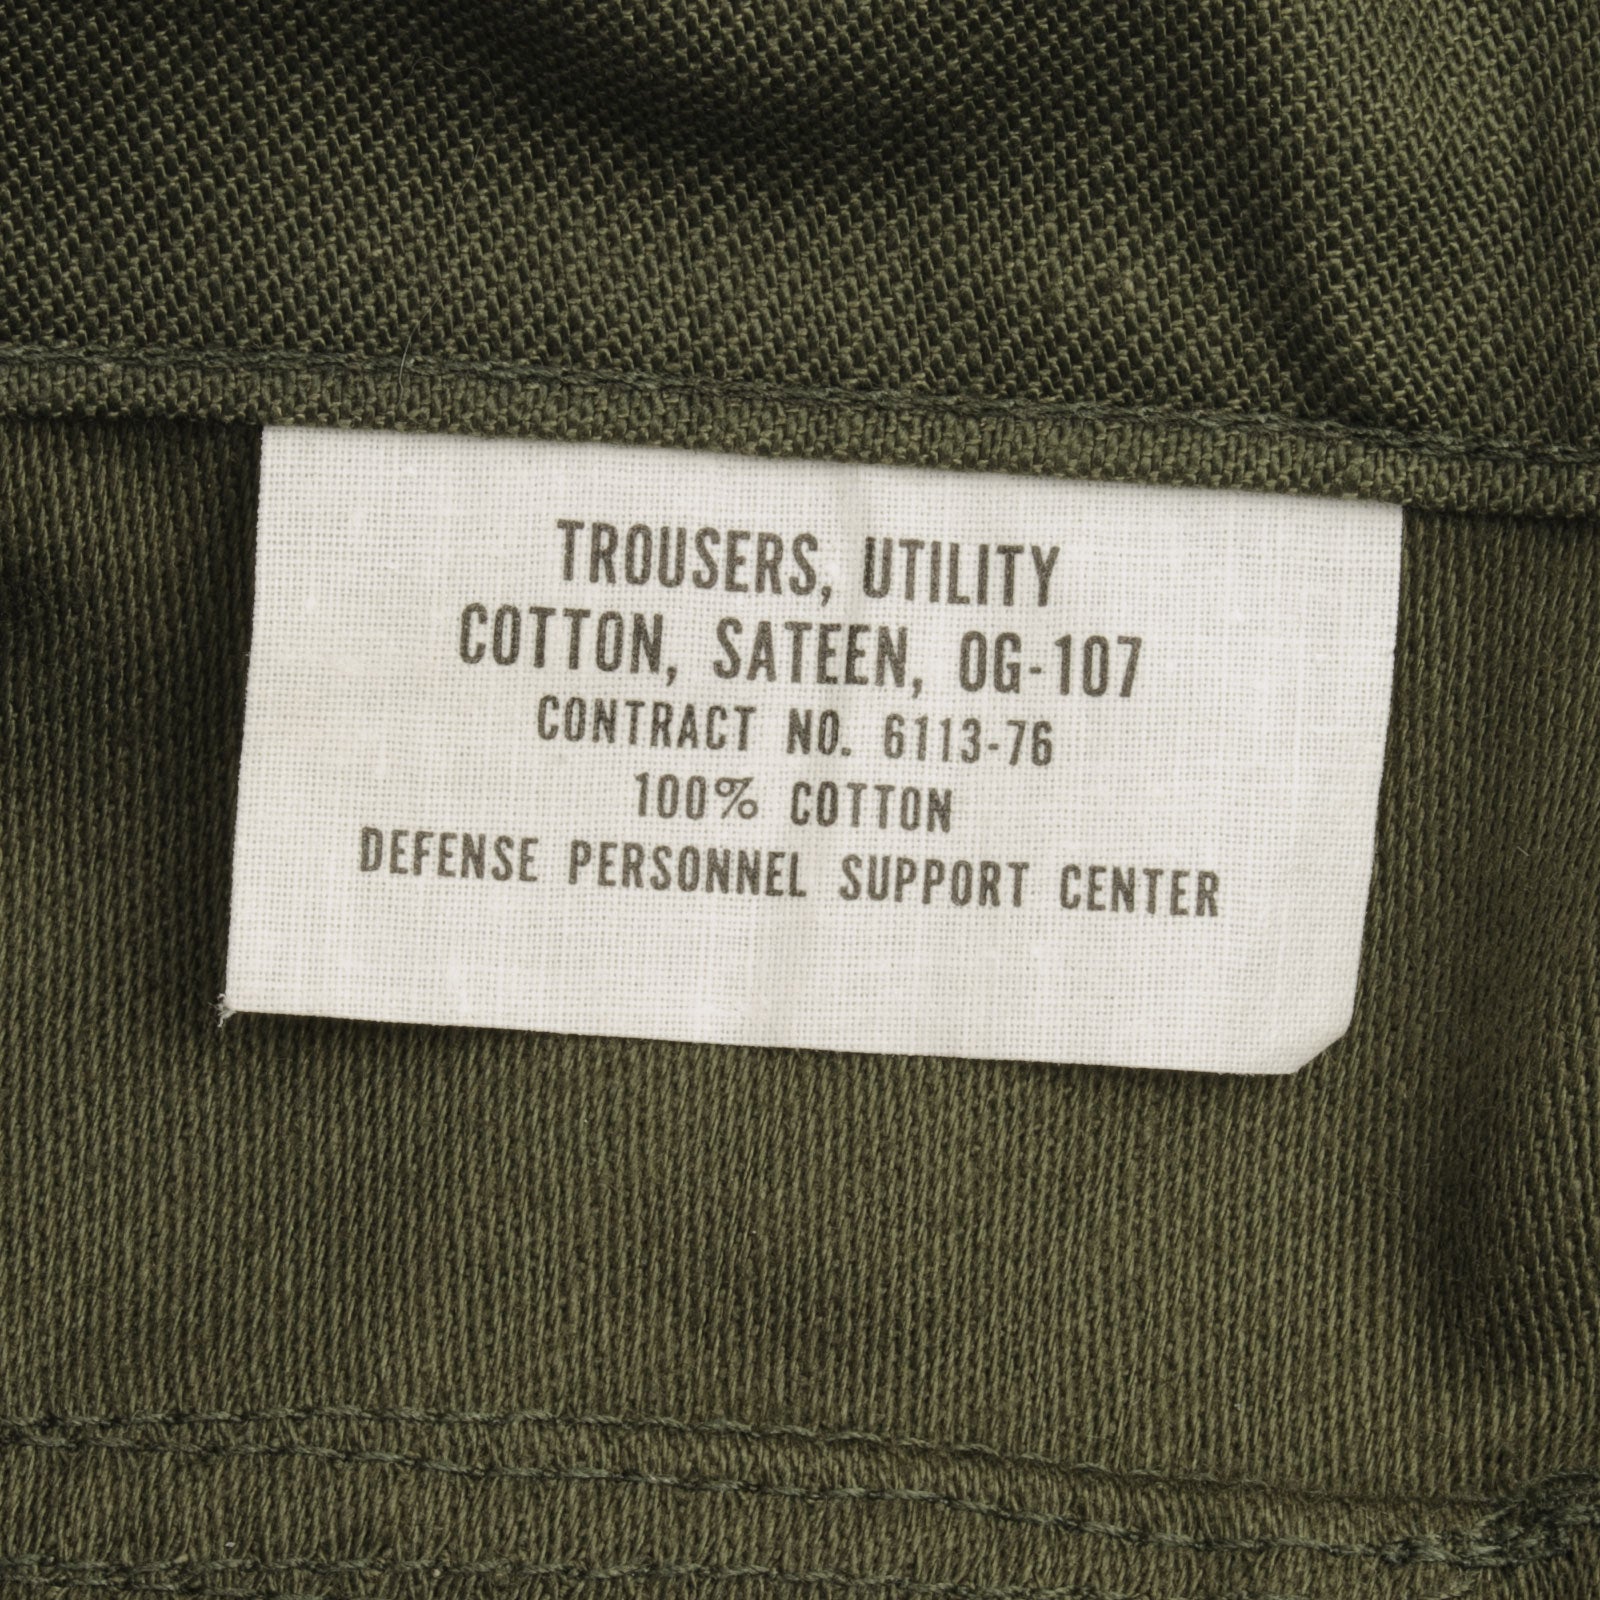 TROUSERS, UTILITY
COTTON, SATEEN, OG-107
CONTRACT NO. 6113-76
100% COTTON
DEFENSE PERSONNEL SUPPORT CENTER